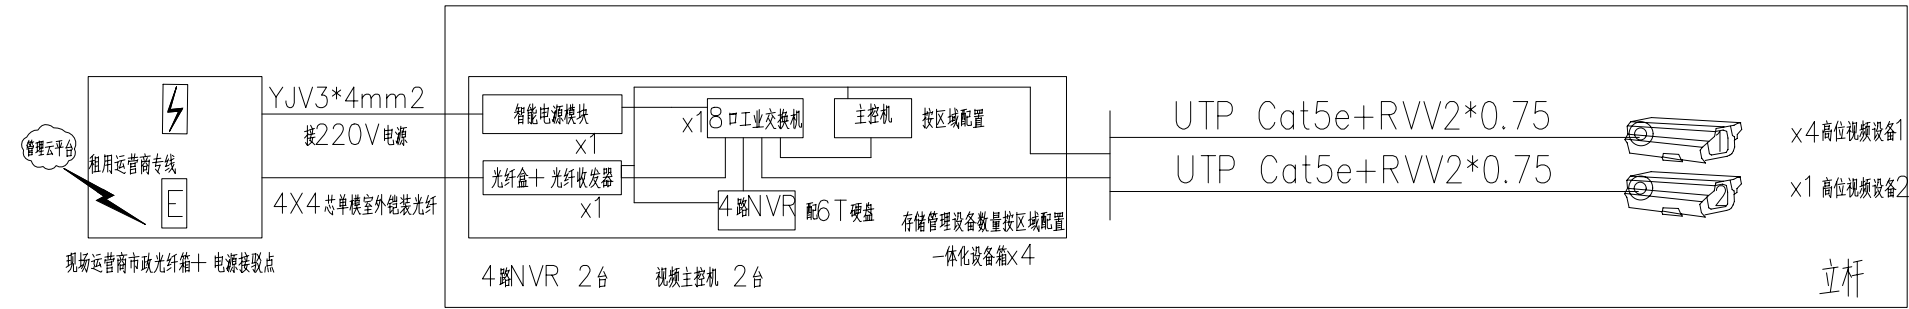 管理云平台
租用运营商专线
E
现场运营商市政光纤箱+ 电源接驳点
YJV3*4mm2
接220V电源
4X4芯单模室外铠装光纤
智能电源模块
x1
光纤盒+ 光纤收发器
x1
x1 8口工业交换机
主控机
按区域配置
4路NVR
配6T硬盘
存储管理设备数量按区域配置
一体化设备箱x4
4路NVR 2台
视频主控机 2台
UTP Cat5e+RVV2*0.75
x4高位视频设备1
UTP Cat5e+RVV2*0.75
x1 高位视频设备2
立杆